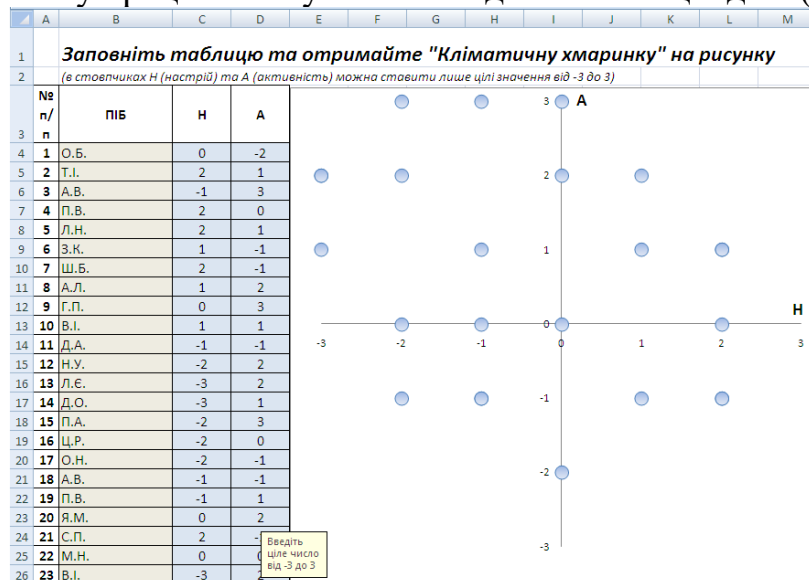 A B C D E F G H I J K L M
1 Заповніть таблицю та отримайте "Кліматичну хмаринку" на рисунку
2 (в стовпчиках Н (настрій) та А (активність) можна ставити лише цілі значення від -3 до 3)
3 № п/п ПІБ Н А
4 1 О.Б. 0 -2
5 2 Т.І. 2 1
6 3 А.В. -1 3
7 4 П.В. 2 0
8 5 Л.Н. 2 1
9 6 З.К. 1 -1
10 7 Ш.Б. 2 -1
11 8 А.Л. 1 2
12 9 Г.П. 0 3
13 10 В.І. 1 1
14 11 Д.А. -1 -1
15 12 Н.У. -2 2
16 13 Л.Є. -3 2
17 14 Д.О. -3 1
18 15 П.А. -2 3
19 16 Ц.Р. -2 0
20 17 О.Н. -2 -1
21 18 А.В. -1 -1
22 19 П.В. -1 1
23 20 Я.М. 0 2
24 21 С.П. 2
25 22 М.Н. 0
26 23 В.І. -3
Введіть
ціле число
від -3 до 3
3 А
2
1
0 Н
-3 -2 -1 0 1 2 3
-1
-2
-3